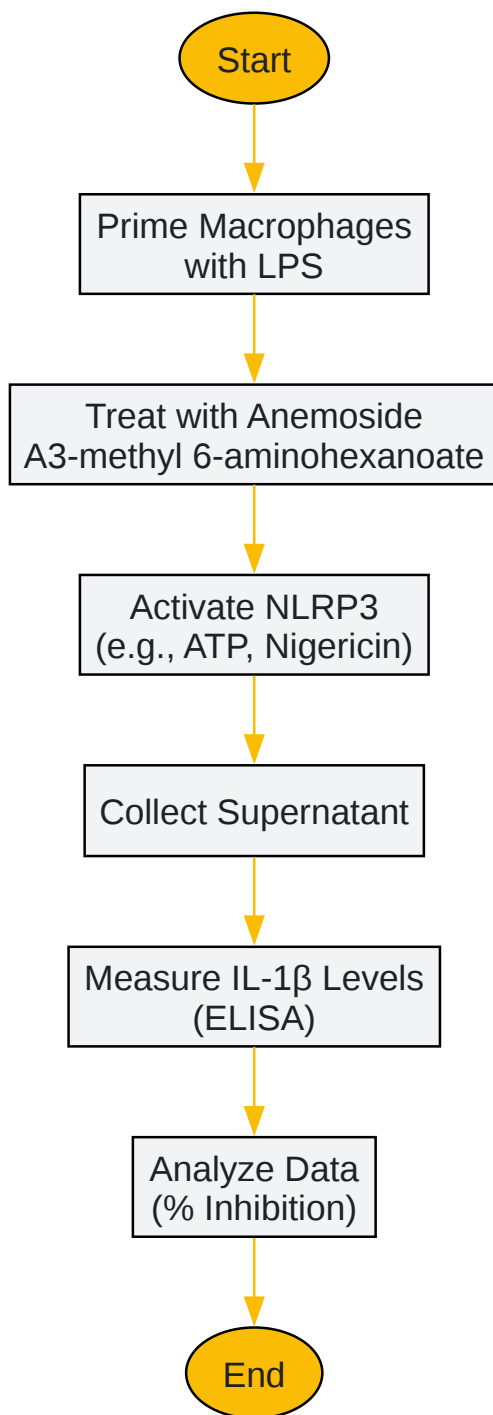 Start
Prime Macrophages
with LPS
Treat with Anemoside
A3-methyl 6-aminohexanoate
Activate NLRP3
(e.g., ATP, Nigericin)
Collect Supernatant
Measure IL-1β Levels
(ELISA)
Analyze Data
(% Inhibition)
End